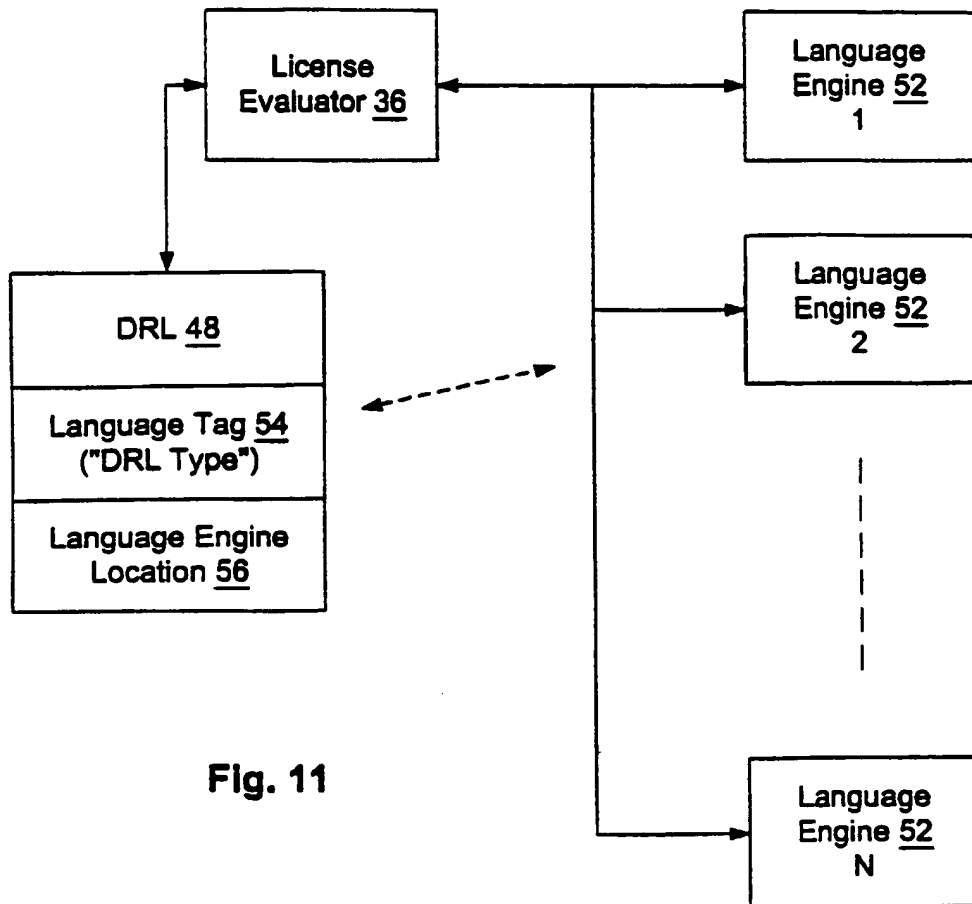 License
Evaluator 36
Language
Engine 52
1
DRL 48
Language Tag 54
("DRL Type")
Language Engine
Location 56
Language
Engine 52
2
Language
Engine 52
N
Fig. 11